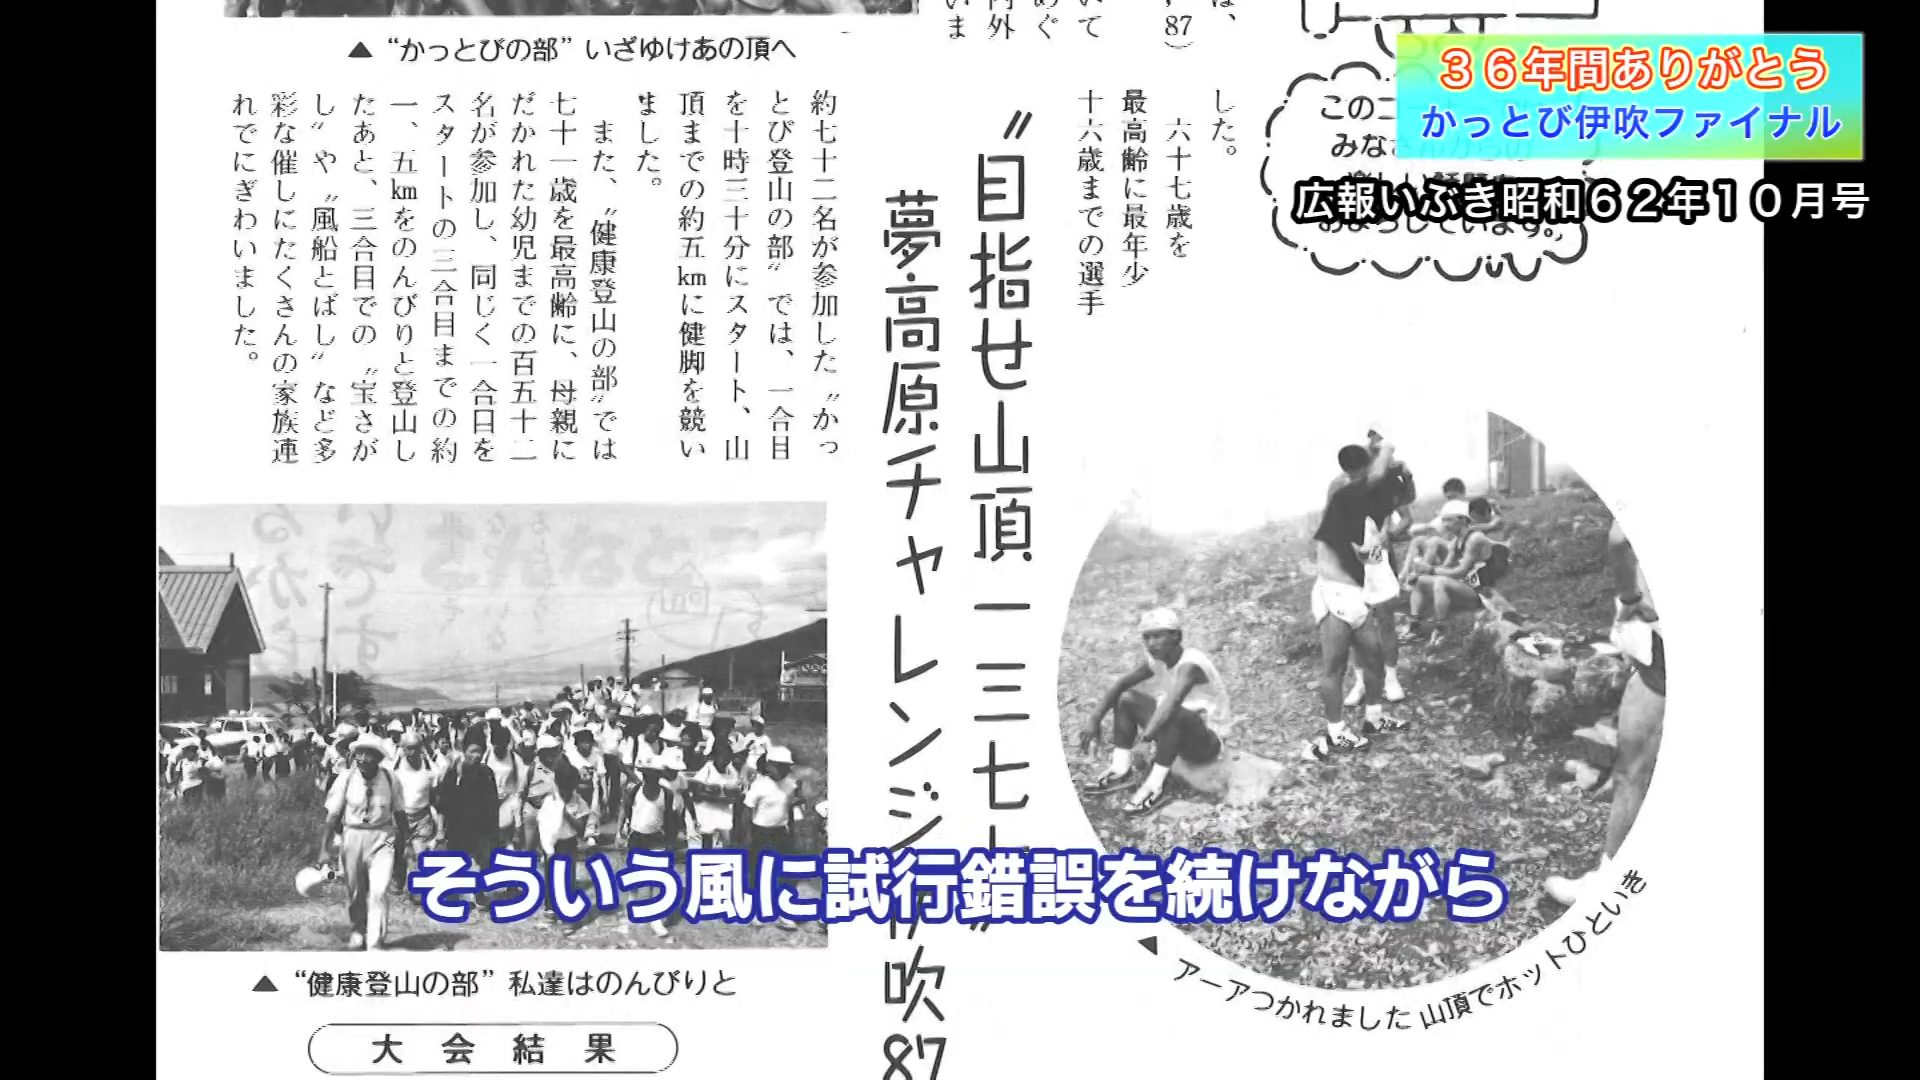 36年間ありがとう
かっとび伊吹ファイナル
広報いぶき昭和62年10月号
▲“かっとびの部”いざゆけあの頂へ
した。
六十七歳を
最高齢に最年少
十六歳までの選手
〝目指せ山頂一三七七〟
夢高原チャレンジ伊吹87
約七十二名が参加した〝かっ
とび登山の部〟では、一合目
を十時三十分にスタート、山
頂までの約五kmに健脚を競い
ました。
また、〝健康登山の部〟では
七十一歳を最高齢に、母親に
だかれた幼児までの百五十二
名が参加し、同じく一合目を
スタートの三合目までの約
一、五kmをのんびりと登山し
たあと、三合目での〝宝さが
し〟や〝風船とばし〟など多
彩な催しにたくさんの家族連
れでにぎわいました。
▲“健康登山の部”私達はのんびりと
大会結果
◀アーアつかれました山頂でホットひといき
そういう風に試行錯誤を続けながら